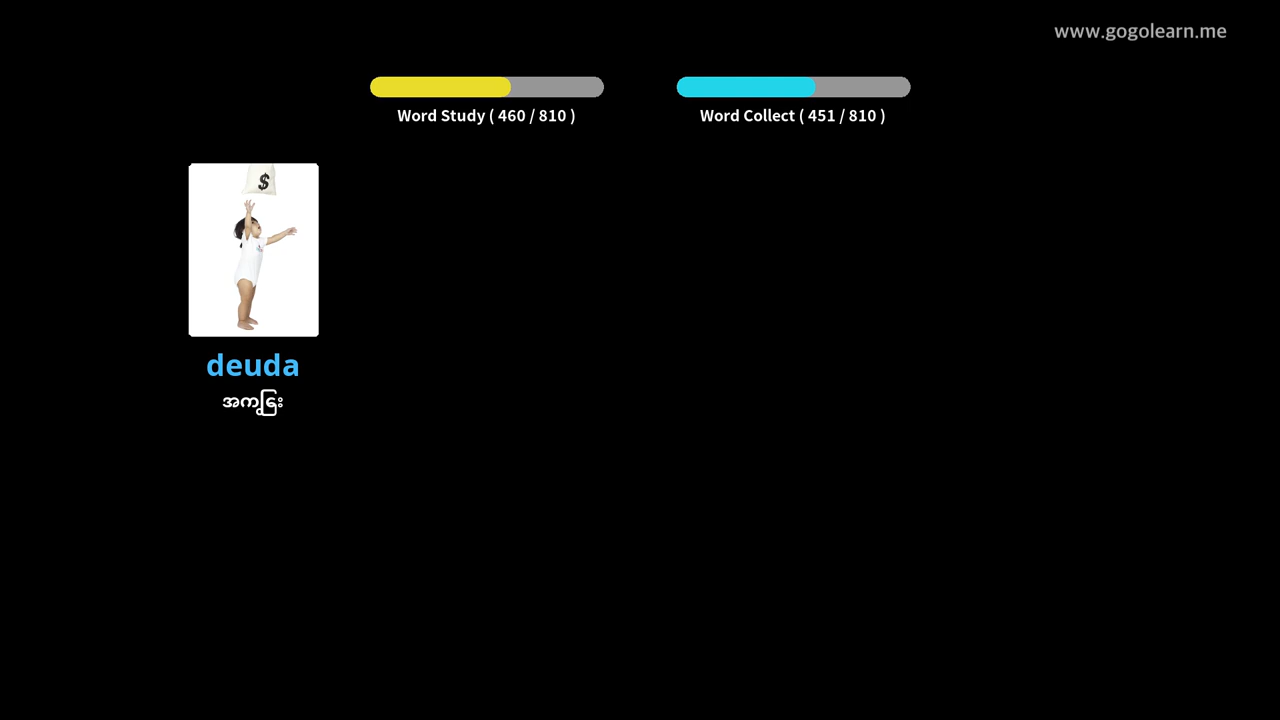 www.gogolearn.me
Word Study ( 460 / 810 )
Word Collect ( 451 / 810 )
$
deuda
အကြွေး